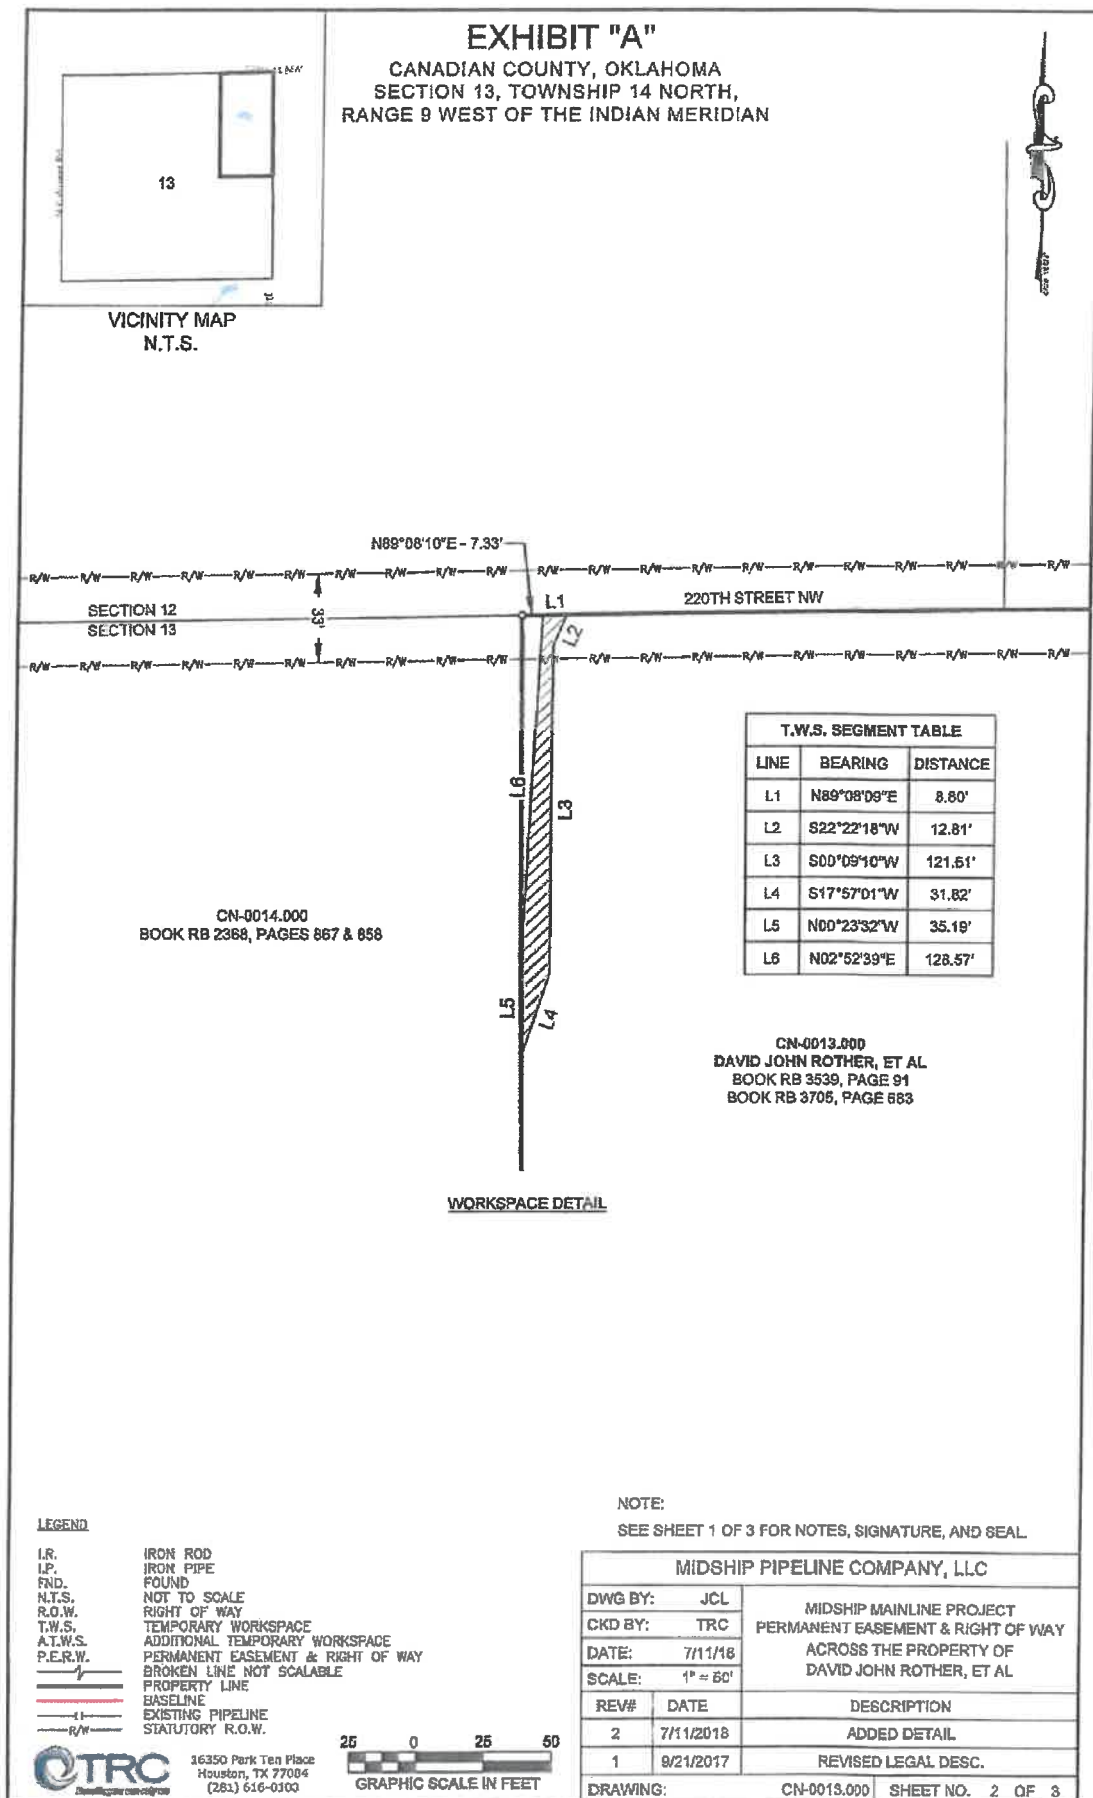 EXHIBIT "A"
CANADIAN COUNTY, OKLAHOMA
SECTION 13, TOWNSHIP 14 NORTH,
RANGE 9 WEST OF THE INDIAN MERIDIAN
13
VICINITY MAP
N.T.S.
N89°08'10"E - 7.33'
R/W R/W R/W R/W R/W R/W R/W R/W R/W R/W R/W R/W R/W R/W R/W R/W R/W R/W R/W R/W R/W
SECTION 12
SECTION 13
33'
L1
220TH STREET NW
L2
R/W R/W R/W R/W R/W R/W R/W R/W R/W R/W R/W R/W R/W R/W R/W R/W R/W R/W R/W R/W R/W
L6
L3
T.W.S. SEGMENT TABLE
LINE BEARING DISTANCE
L1 N89°08'09"E 8.60'
L2 S22°22'18"W 12.81'
L3 S00°09'10"W 121.61'
L4 S17°57'01"W 31.82'
L5 N00°23'32"W 35.19'
L6 N02°52'39"E 128.57'
CN-0014.000
BOOK RB 2368, PAGES 867 & 858
L5
L4
CN-0013.000
DAVID JOHN ROTHER, ET AL
BOOK RB 3539, PAGE 91
BOOK RB 3705, PAGE 683
WORKSPACE DETAIL
NOTE:
SEE SHEET 1 OF 3 FOR NOTES, SIGNATURE, AND SEAL
LEGEND
I.R. IRON ROD
I.P. IRON PIPE
FND. FOUND
N.T.S. NOT TO SCALE
R.O.W. RIGHT OF WAY
T.W.S. TEMPORARY WORKSPACE
A.T.W.S. ADDITIONAL TEMPORARY WORKSPACE
P.E.R.W. PERMANENT EASEMENT & RIGHT OF WAY
BROKEN LINE NOT SCALABLE
PROPERTY LINE
BASELINE
EXISTING PIPELINE
R/W STATUTORY R.O.W.
TRC
16350 Park Ten Place
Houston, TX 77084
(281) 616-0100
25 0 25 50
GRAPHIC SCALE IN FEET
MIDSHIP PIPELINE COMPANY, LLC
DWG BY: JCL
CKD BY: TRC
DATE: 7/11/18
SCALE: 1" = 50'
MIDSHIP MAINLINE PROJECT
PERMANENT EASEMENT & RIGHT OF WAY
ACROSS THE PROPERTY OF
DAVID JOHN ROTHER, ET AL
REV# DATE DESCRIPTION
2 7/11/2018 ADDED DETAIL
1 9/21/2017 REVISED LEGAL DESC.
DRAWING: CN-0013.000 SHEET NO. 2 OF 3